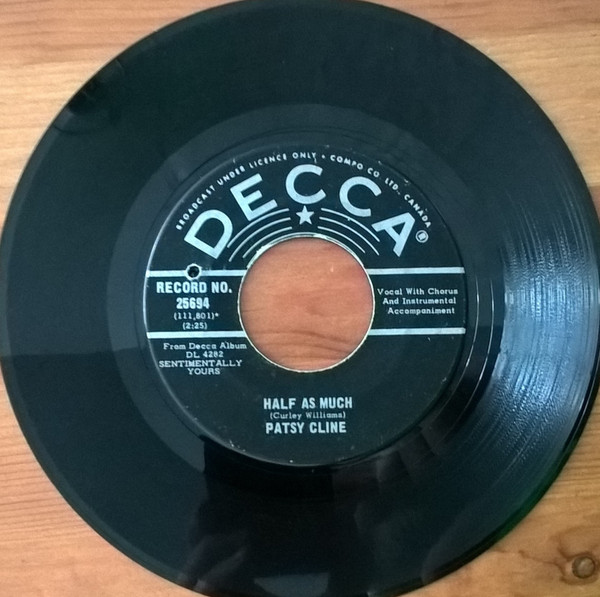 BROADCAST UNDER LICENCE ONLY • COMPO CO LTD., CANADA
DECCA®
RECORD NO.
25694
(111,801)*
(2:25)
Vocal With Chorus
And Instrumental
Accompaniment
From Decca Album
DL 4282
SENTIMENTALLY
YOURS
HALF AS MUCH
(Curley Williams)
PATSY CLINE